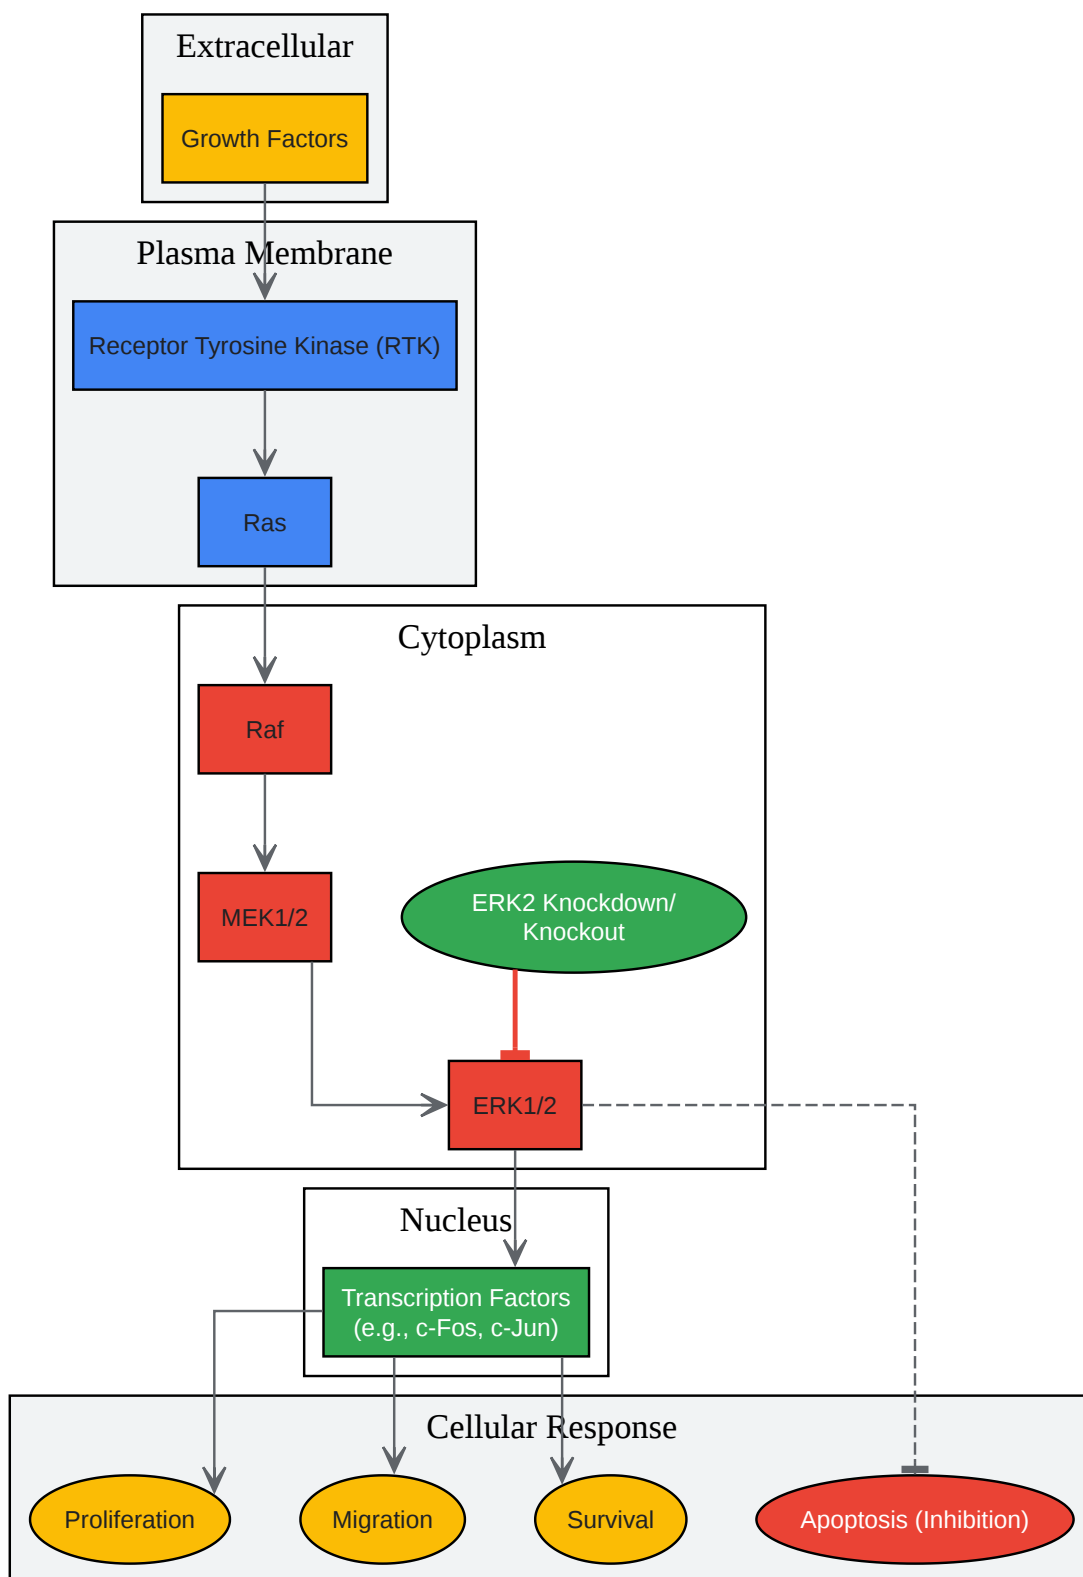 Extracellular
Growth Factors
Plasma Membrane
Receptor Tyrosine Kinase (RTK)
Ras
Cytoplasm
Raf
MEK1/2
ERK2 Knockdown/
Knockout
ERK1/2
Nucleus
Transcription Factors
(e.g., c-Fos, c-Jun)
Cellular Response
Proliferation
Migration
Survival
Apoptosis (Inhibition)